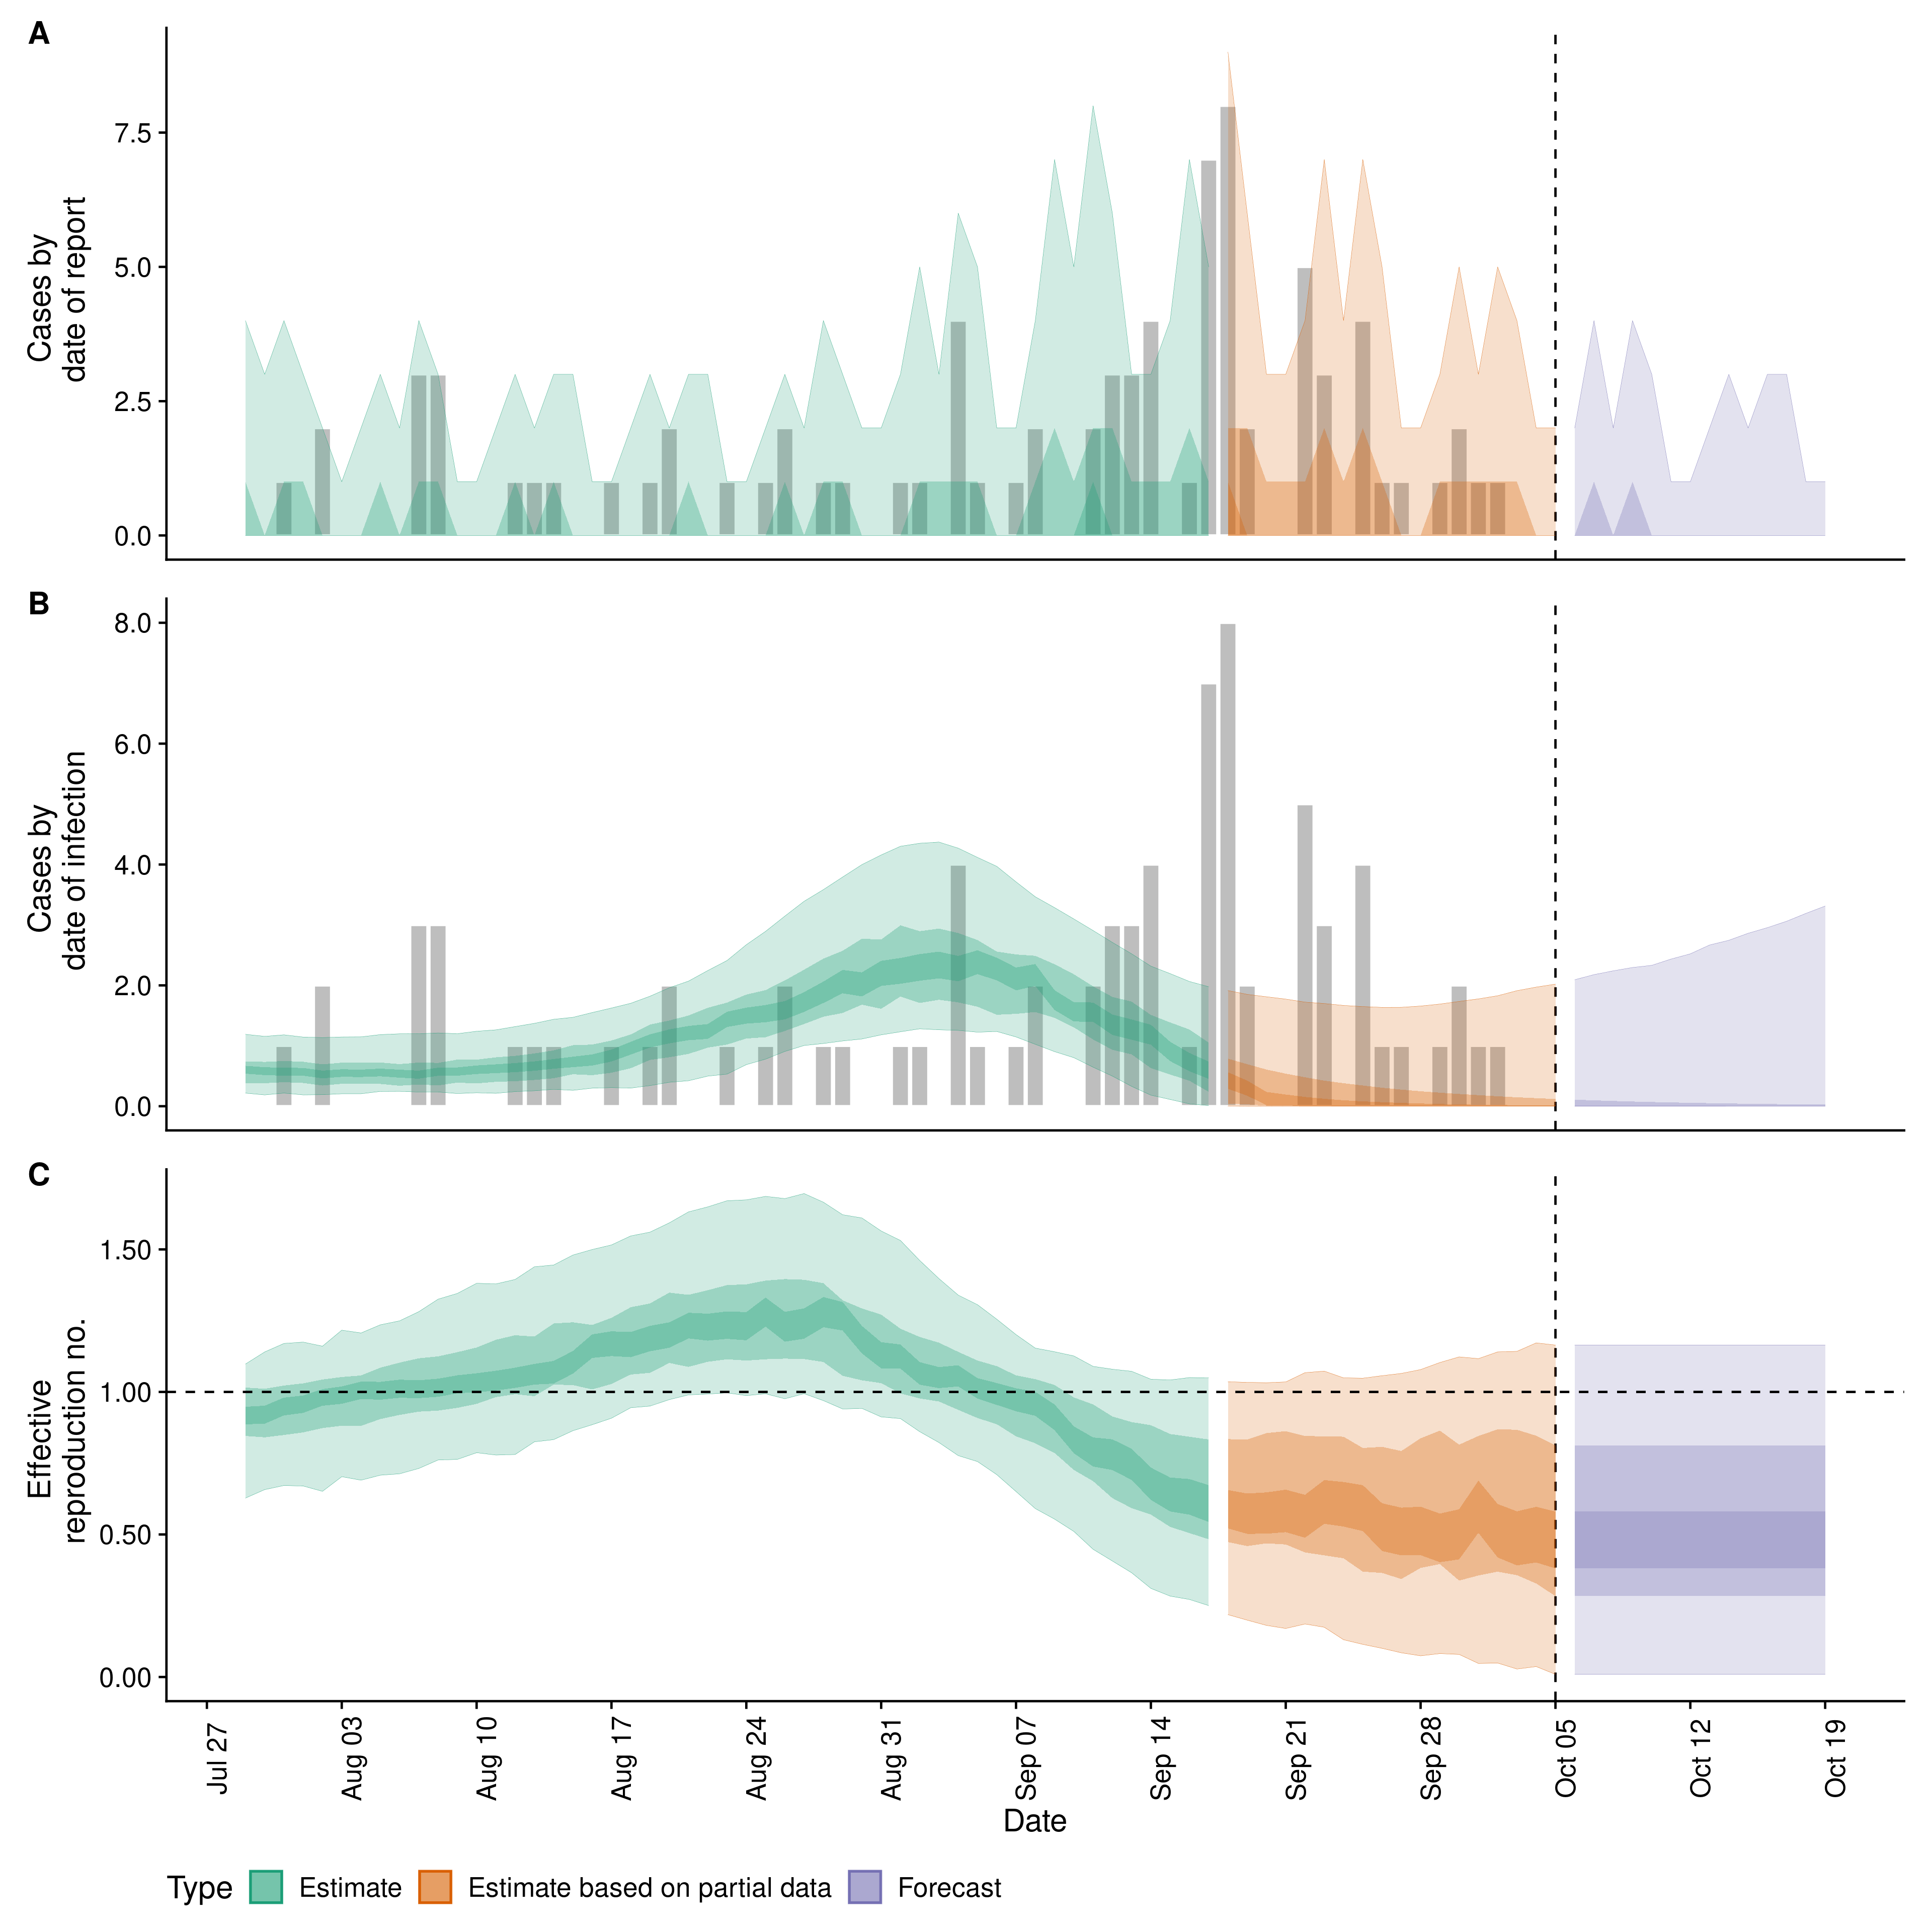 A
Cases by
date of report
7.5
5.0
2.5
0.0
B
Cases by
date of infection
8.0
6.0
4.0
2.0
0.0
C
Effective
reproduction no.
1.50
1.00
0.50
0.00
Jul 27
Aug 03
Aug 10
Aug 17
Aug 24
Aug 31
Sep 07
Sep 14
Sep 21
Sep 28
Oct 05
Oct 12
Oct 19
Date
Type Estimate Estimate based on partial data Forecast